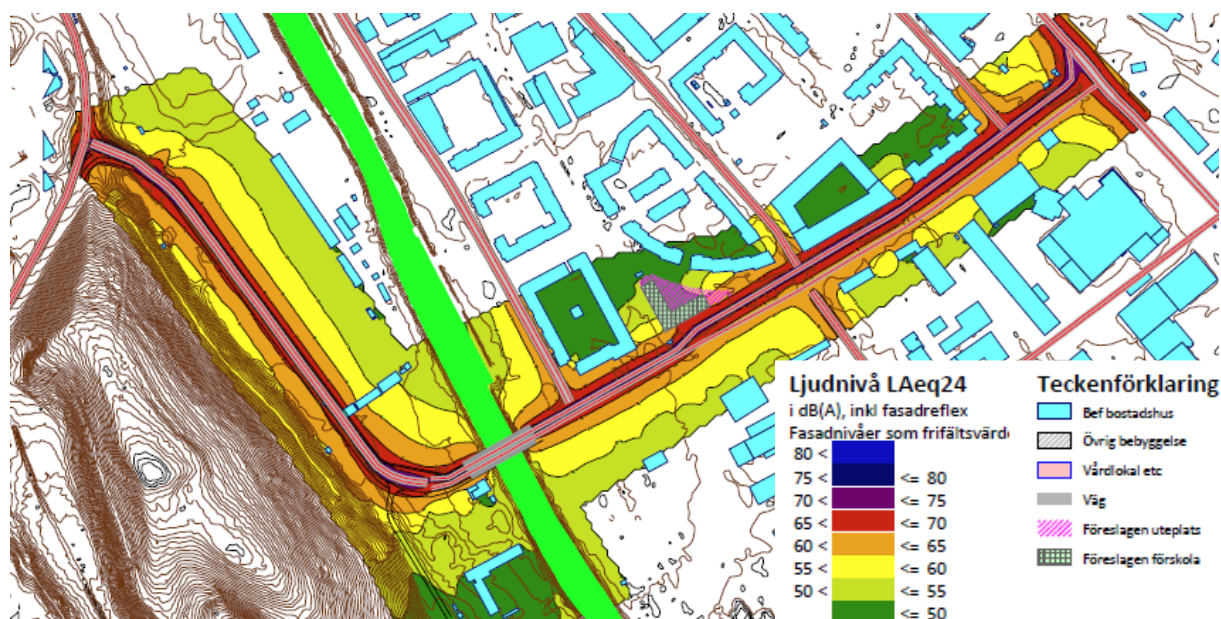 Ljudnivå LAeq24
i dB(A), inkl fasadreflex
Fasadnivåer som frifältsvärde
80 <
75 < <= 80
70 < <= 75
65 < <= 70
60 < <= 65
55 < <= 60
50 < <= 55
<= 50
Teckenförklaring
Bef bostadshus
Övrig bebyggelse
Vårdlokal etc
Väg
Föreslagen uteplats
Föreslagen förskola